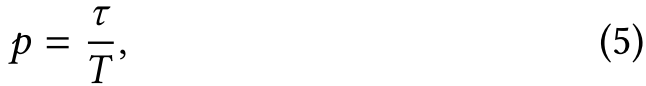 p = τ/T, (5)